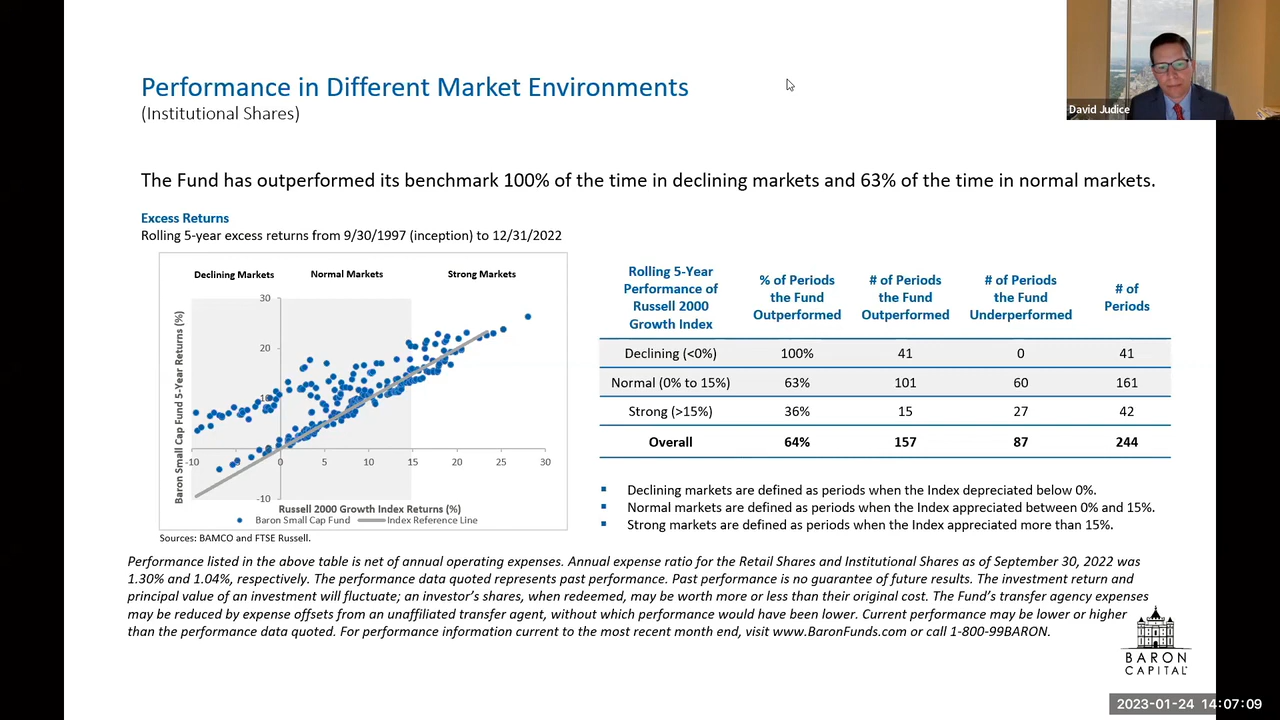 Performance in Different Market Environments
(Institutional Shares)
David Judice
The Fund has outperformed its benchmark 100% of the time in declining markets and 63% of the time in normal markets.
Excess Returns
Rolling 5-year excess returns from 9/30/1997 (inception) to 12/31/2022
Declining Markets Normal Markets Strong Markets
Baron Small Cap Fund 5-Year Returns (%)
30
20
10
-10 0 5 10 15 20 25 30
-10
Russell 2000 Growth Index Returns (%)
Baron Small Cap Fund Index Reference Line
Sources: BAMCO and FTSE Russell.
Rolling 5-Year
Performance of
Russell 2000
Growth Index
% of Periods
the Fund
Outperformed
# of Periods
the Fund
Outperformed
# of Periods
the Fund
Underperformed
# of
Periods
Declining (<0%) 100% 41 0 41
Normal (0% to 15%) 63% 101 60 161
Strong (>15%) 36% 15 27 42
Overall 64% 157 87 244
▪ Declining markets are defined as periods when the Index depreciated below 0%.
▪ Normal markets are defined as periods when the Index appreciated between 0% and 15%.
▪ Strong markets are defined as periods when the Index appreciated more than 15%.
Performance listed in the above table is net of annual operating expenses. Annual expense ratio for the Retail Shares and Institutional Shares as of September 30, 2022 was
1.30% and 1.04%, respectively. The performance data quoted represents past performance. Past performance is no guarantee of future results. The investment return and
principal value of an investment will fluctuate; an investor's shares, when redeemed, may be worth more or less than their original cost. The Fund's transfer agency expenses
may be reduced by expense offsets from an unaffiliated transfer agent, without which performance would have been lower. Current performance may be lower or higher
than the performance data quoted. For performance information current to the most recent month end, visit www.BaronFunds.com or call 1-800-99BARON.
BARON
CAPITAL
2023-01-24 14:07:09